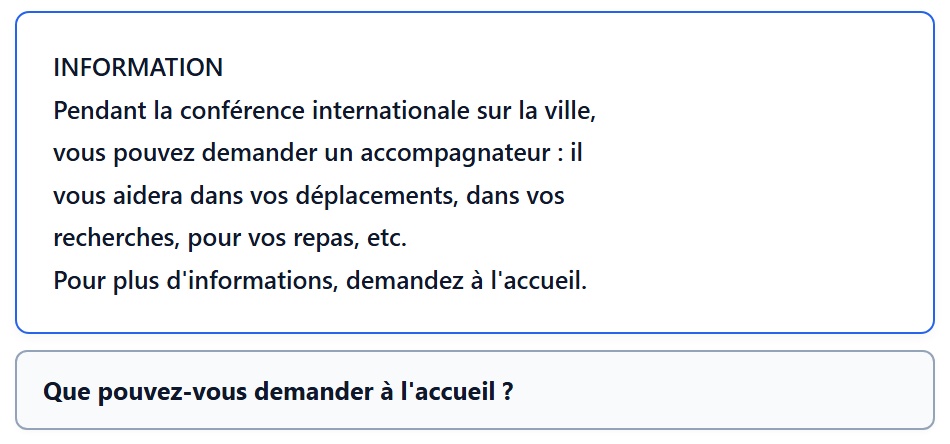 INFORMATION
Pendant la conférence internationale sur la ville,
vous pouvez demander un accompagnateur : il
vous aidera dans vos déplacements, dans vos
recherches, pour vos repas, etc.
Pour plus d'informations, demandez à l'accueil.
Que pouvez-vous demander à l'accueil ?